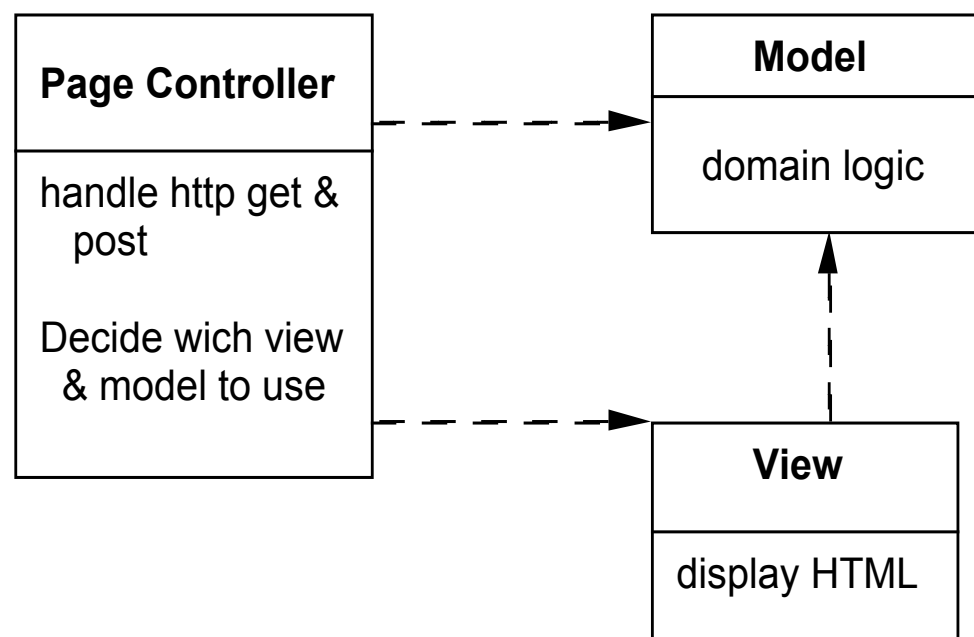 Page Controller
handle http get &
post
Decide wich view
& model to use
Model
domain logic
View
display HTML